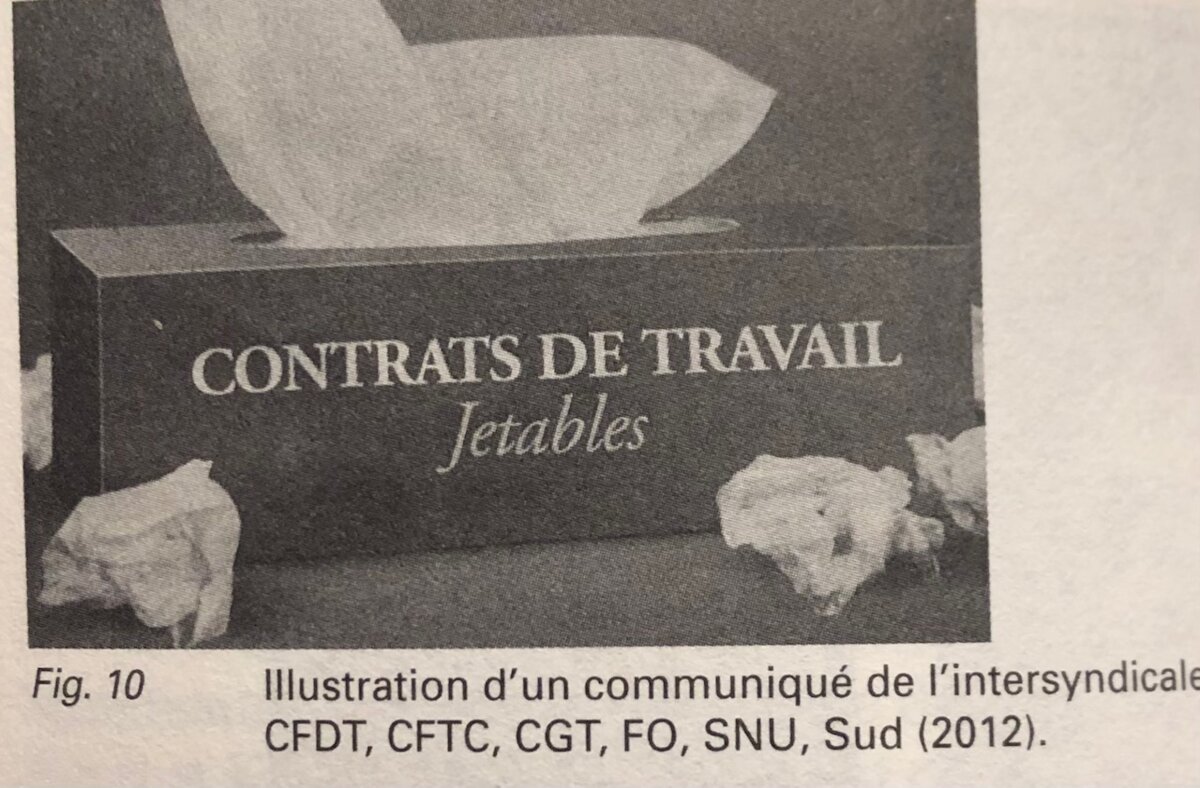 CONTRATS DE TRAVAIL
Jetables
Fig. 10 Illustration d'un communiqué de l'intersyndicale
CFDT, CFTC, CGT, FO, SNU, Sud (2012).